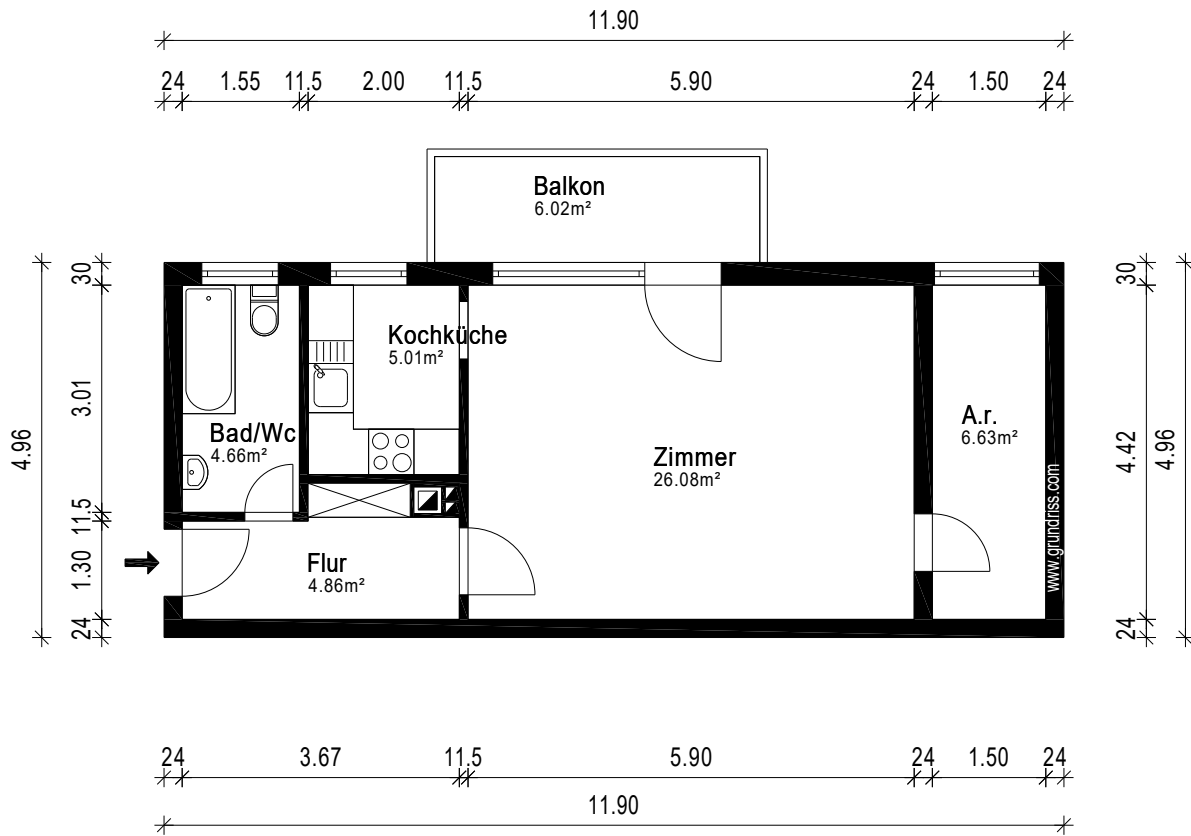 11.90
24 1.55 11.5 2.00 11.5 5.90 24 1.50 24
Balkon
6.02m²
30
3.01
11.5
1.30
24
4.96
Kochküche
5.01m²
Bad/Wc
4.66m²
Zimmer
26.08m²
A.r.
6.63m²
Flur
4.86m²
www.grundriss.com
30
4.42
24
4.96
24 3.67 11.5 5.90 24 1.50 24
11.90